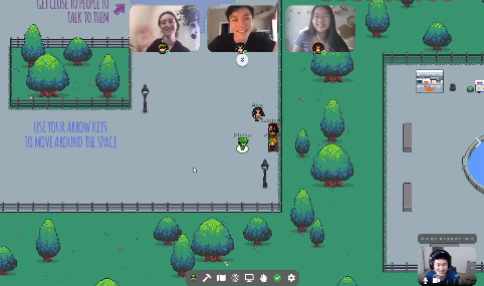 GET CLOSE TO PEOPLE TO
TALK TO THEM
USE YOUR ARROW KEYS
TO MOVE AROUND THE SPACE